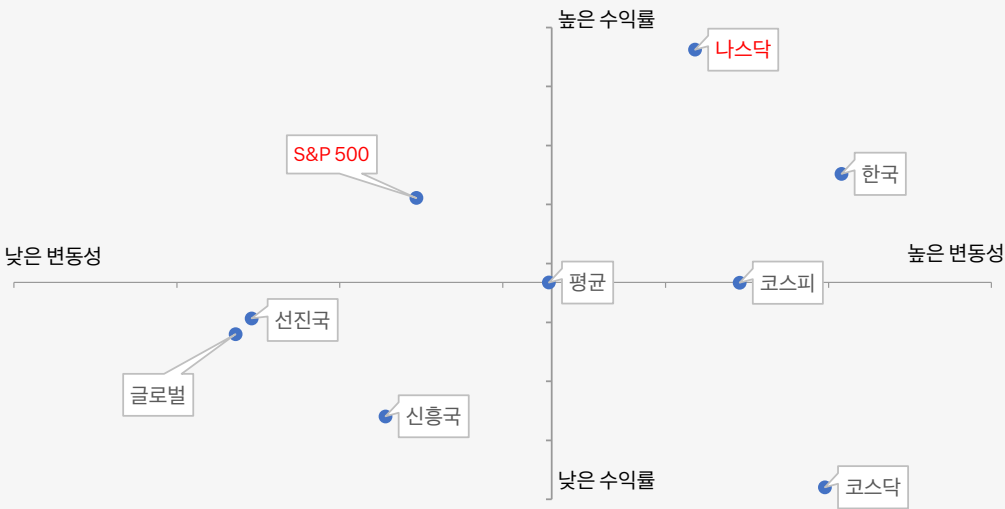 높은 수익률
나스닥
S&P 500
한국
낮은 변동성
높은 변동성
평균
코스피
선진국
글로벌
신흥국
낮은 수익률
코스닥